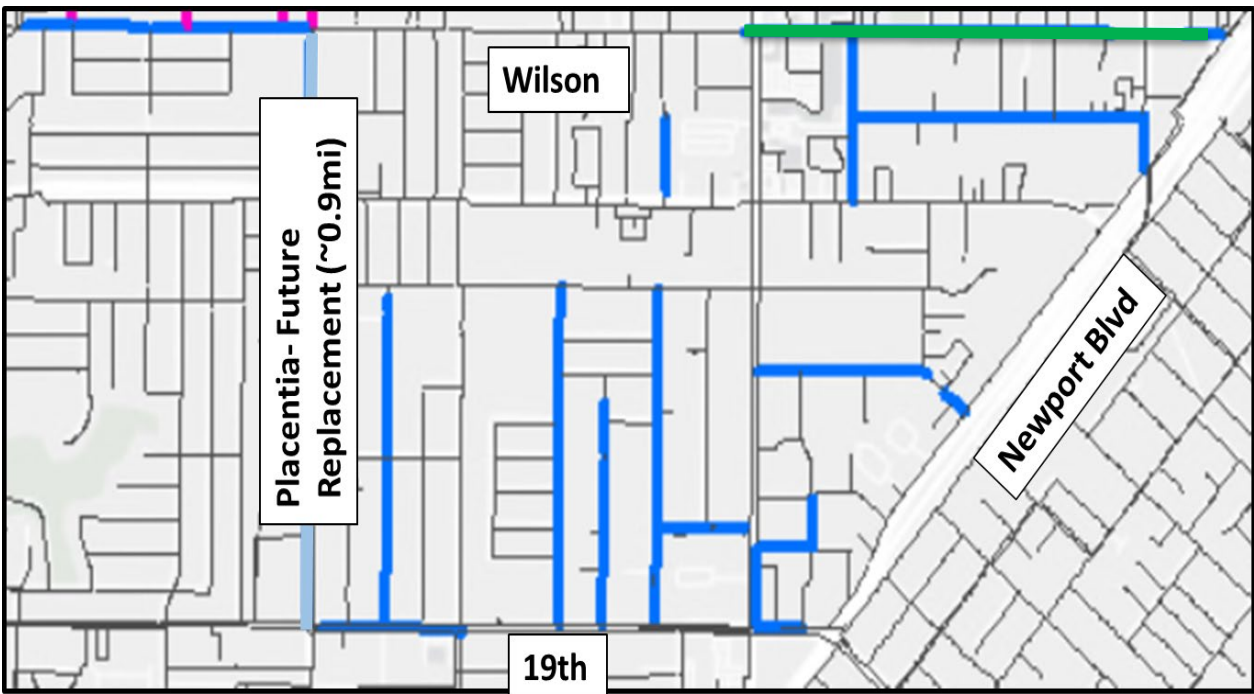 Wilson
Placentia- Future
Replacement (~0.9mi)
Newport Blvd
19th